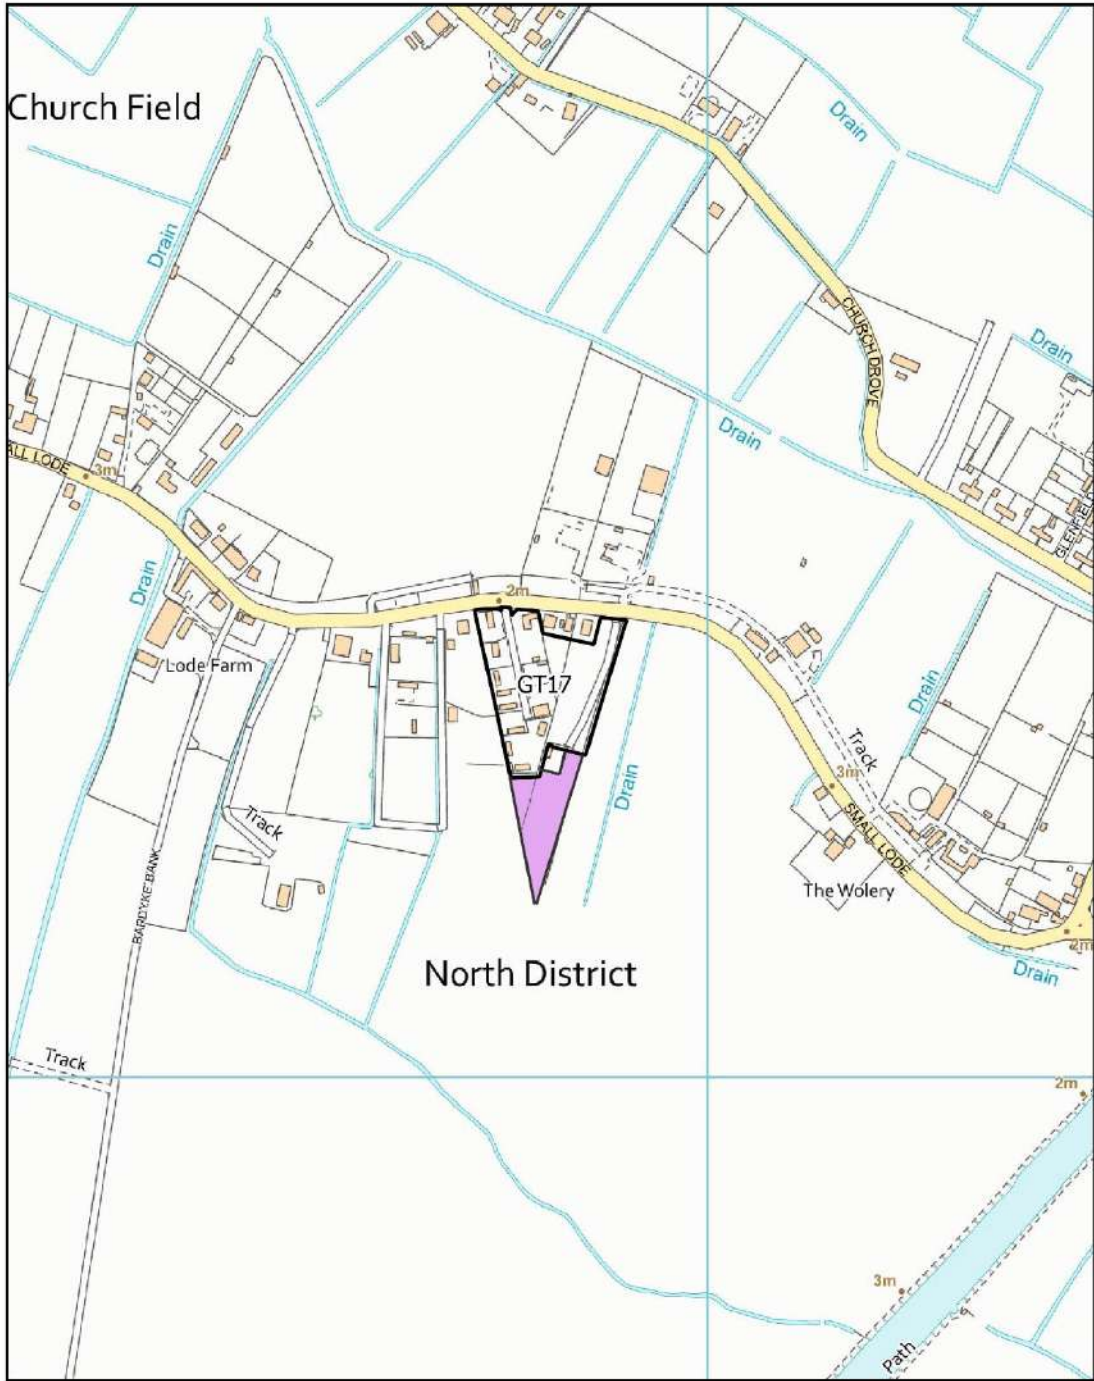 Church Field
Drain
Drain
CHURCH DROVE
Drain
Drain
ALL LODE
3m
GLENFIELD
Drain
2m
Lode Farm
GT17
Drain
Track
Drain
3m
Track
SMALL LODE
BARDYKE BANK
The Wolery
2m
North District
Drain
Track
2m
3m
Path